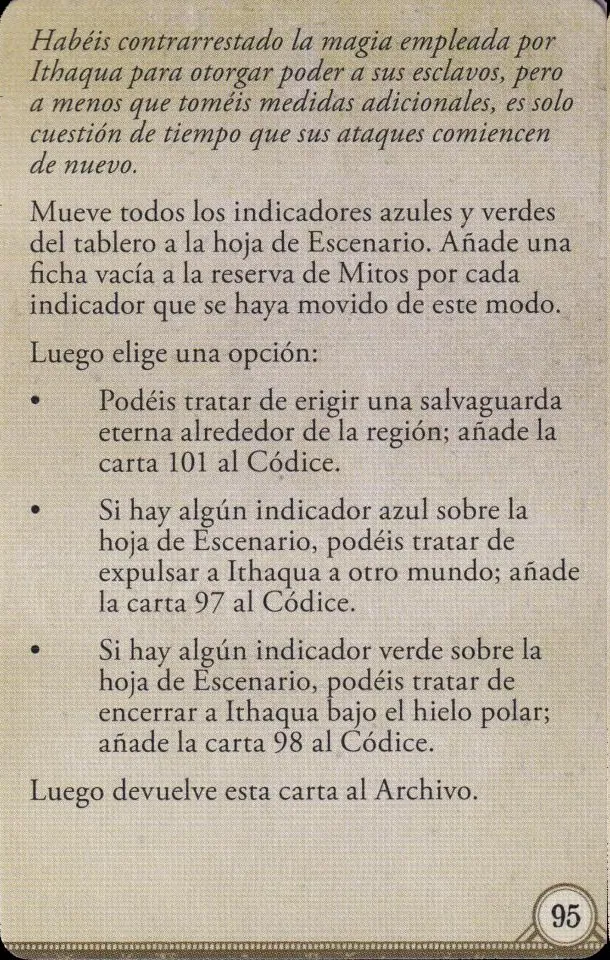 Habéis contrarrestado la magia empleada por
Ithaqua para otorgar poder a sus esclavos, pero
a menos que toméis medidas adicionales, es solo
cuestión de tiempo que sus ataques comiencen
de nuevo.
Mueve todos los indicadores azules y verdes
del tablero a la hoja de Escenario. Añade una
ficha vacía a la reserva de Mitos por cada
indicador que se haya movido de este modo.
Luego elige una opción:
• Podéis tratar de erigir una salvaguarda
eterna alrededor de la región; añade la
carta 101 al Códice.
• Si hay algún indicador azul sobre la
hoja de Escenario, podéis tratar de
expulsar a Ithaqua a otro mundo; añade
la carta 97 al Códice.
• Si hay algún indicador verde sobre la
hoja de Escenario, podéis tratar de
encerrar a Ithaqua bajo el hielo polar;
añade la carta 98 al Códice.
Luego devuelve esta carta al Archivo.
95